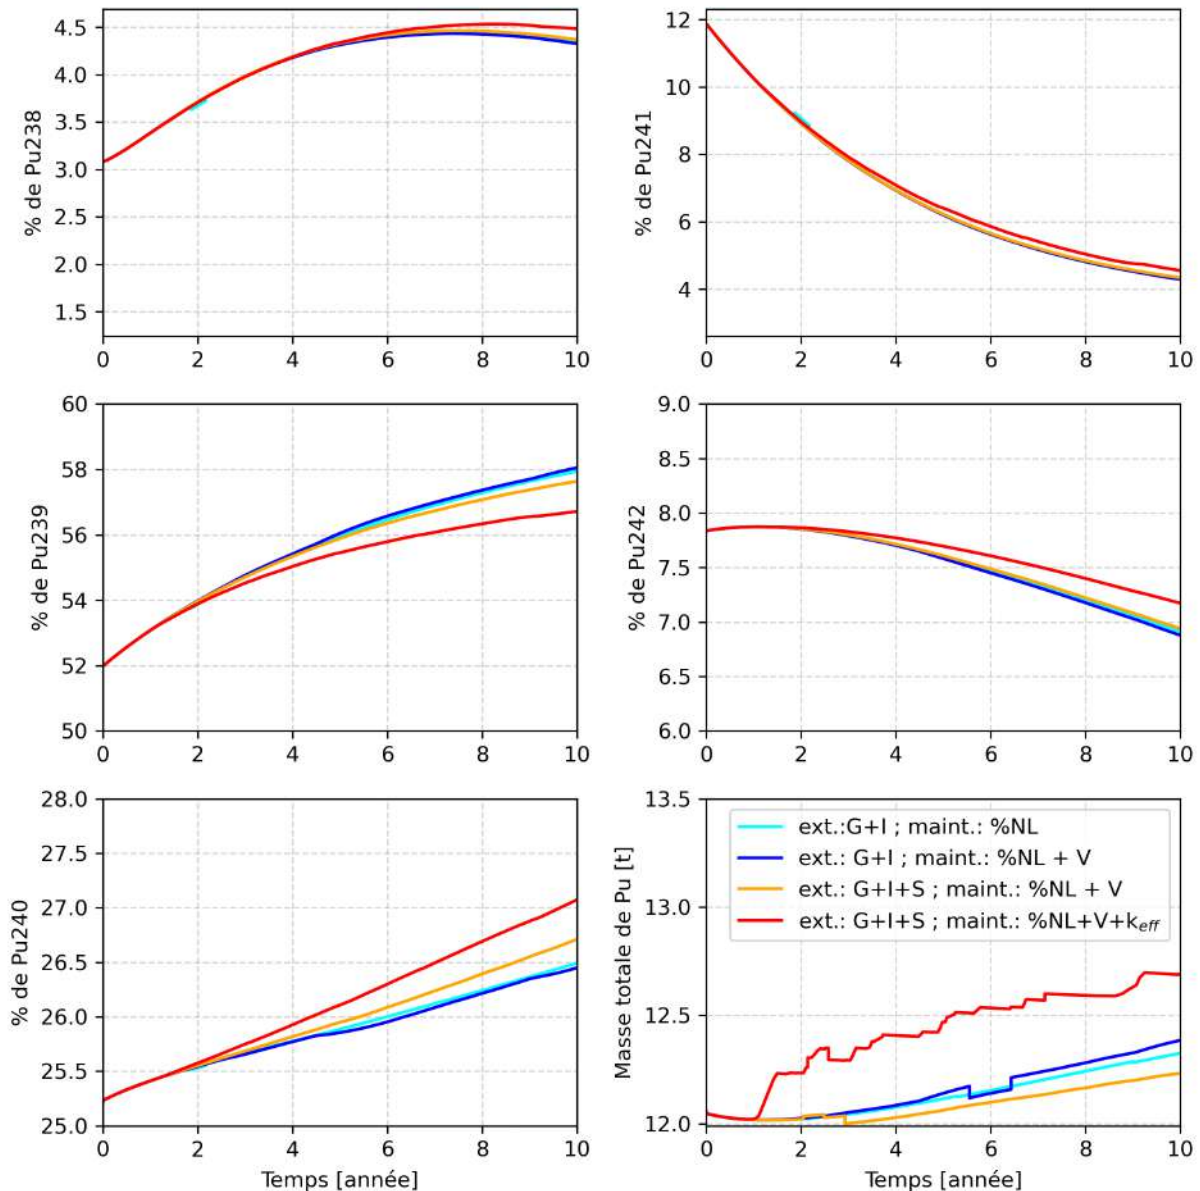 % de Pu238
4.5
4.0
3.5
3.0
2.5
2.0
1.5
0 2 4 6 8 10
% de Pu241
12
10
8
6
4
0 2 4 6 8 10
% de Pu239
60
58
56
54
52
50
0 2 4 6 8 10
% de Pu242
9.0
8.5
8.0
7.5
7.0
6.5
6.0
0 2 4 6 8 10
% de Pu240
28.0
27.5
27.0
26.5
26.0
25.5
25.0
0 2 4 6 8 10
Temps [année]
Masse totale de Pu [t]
13.5
13.0
12.5
12.0
ext.:G+I ; maint.: %NL
ext.: G+I ; maint.: %NL + V
ext.: G+I+S ; maint.: %NL + V
ext.: G+I+S ; maint.: %NL+V+keff
0 2 4 6 8 10
Temps [année]